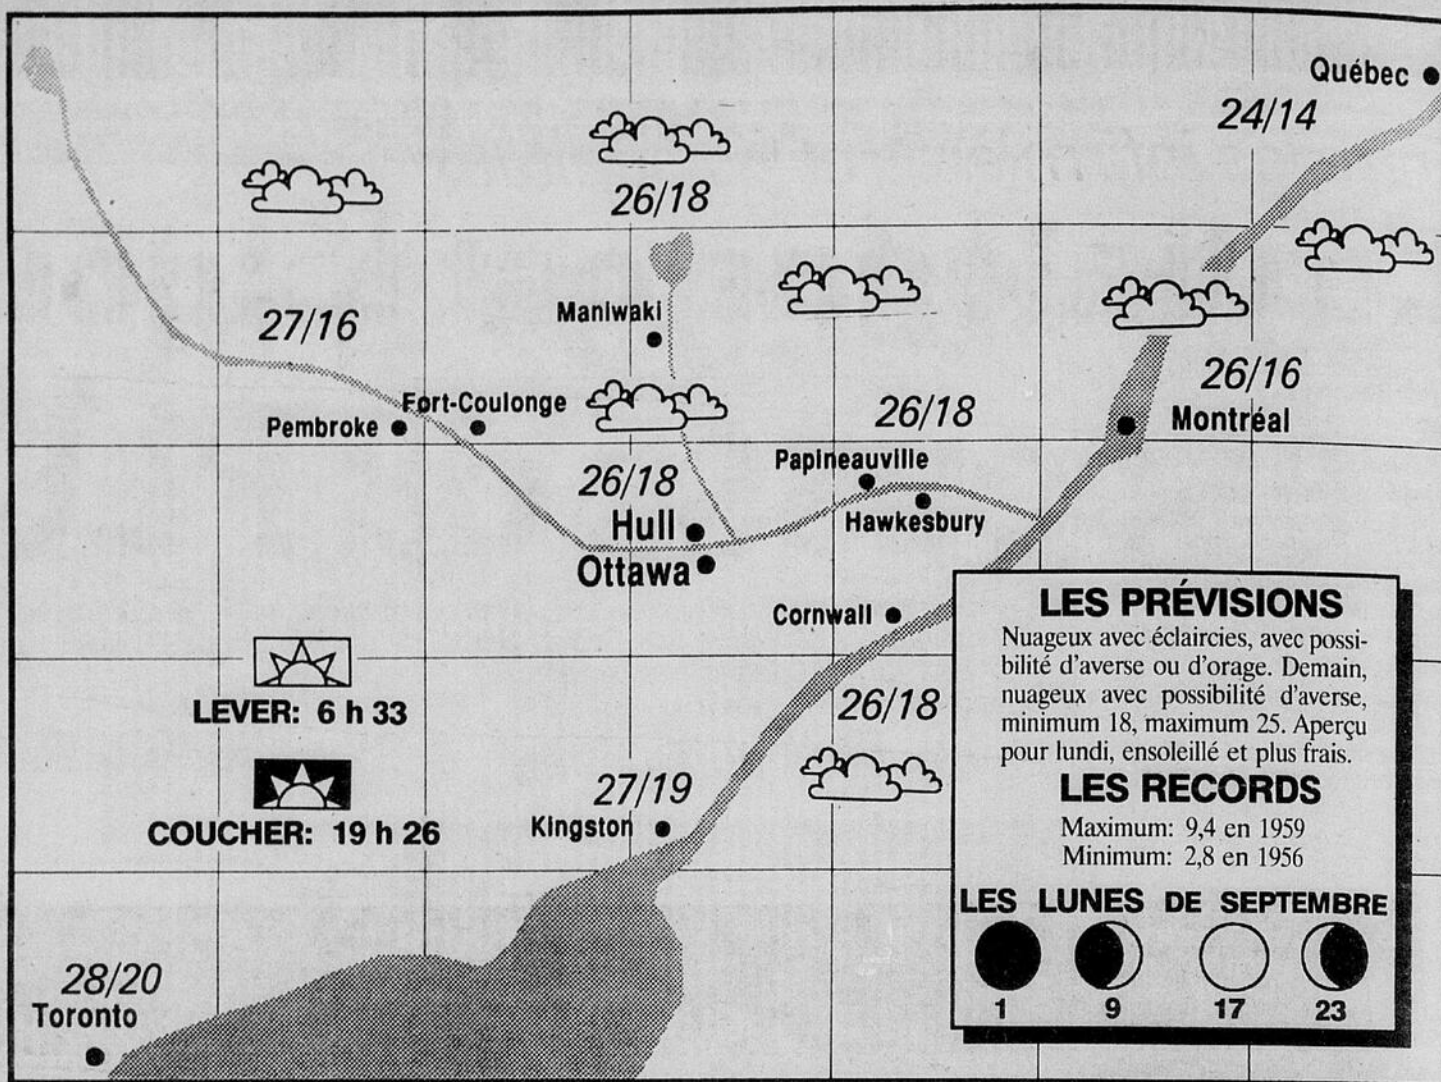 Québec
24/14
26/18
27/16
Maniwaki
26/16
Montréal
Fort-Coulonge
Pembroke
26/18
Papineauville
26/18
Hull
Hawkesbury
Ottawa
Cornwall
26/18
LEVER: 6 h 33
COUCHER: 19 h 26
27/19
Kingston
28/20
Toronto
LES PRÉVISIONS
Nuageux avec éclaircies, avec possi-
bilité d'averse ou d'orage. Demain,
nuageux avec possibilité d'averse,
minimum 18, maximum 25. Aperçu
pour lundi, ensoleillé et plus frais.
LES RECORDS
Maximum: 9,4 en 1959
Minimum: 2,8 en 1956
LES LUNES DE SEPTEMBRE
1 9 17 23